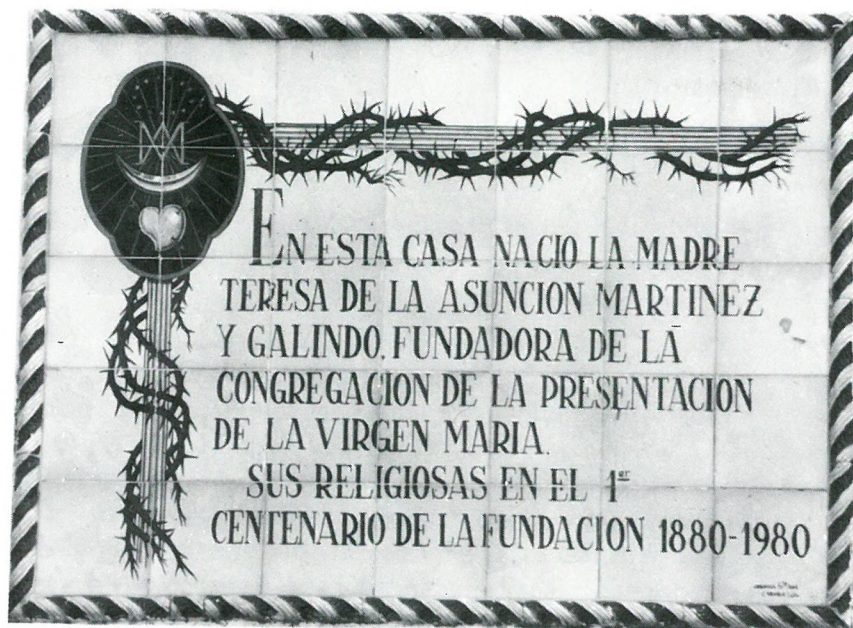 EN ESTA CASA NACIO LA MADRE
TERESA DE LA ASUNCION MARTINEZ
Y GALINDO, FUNDADORA DE LA
CONGREGACION DE LA PRESENTACION
DE LA VIRGEN MARIA.
SUS RELIGIOSAS EN EL 1er
CENTENARIO DE LA FUNDACION 1880-1980